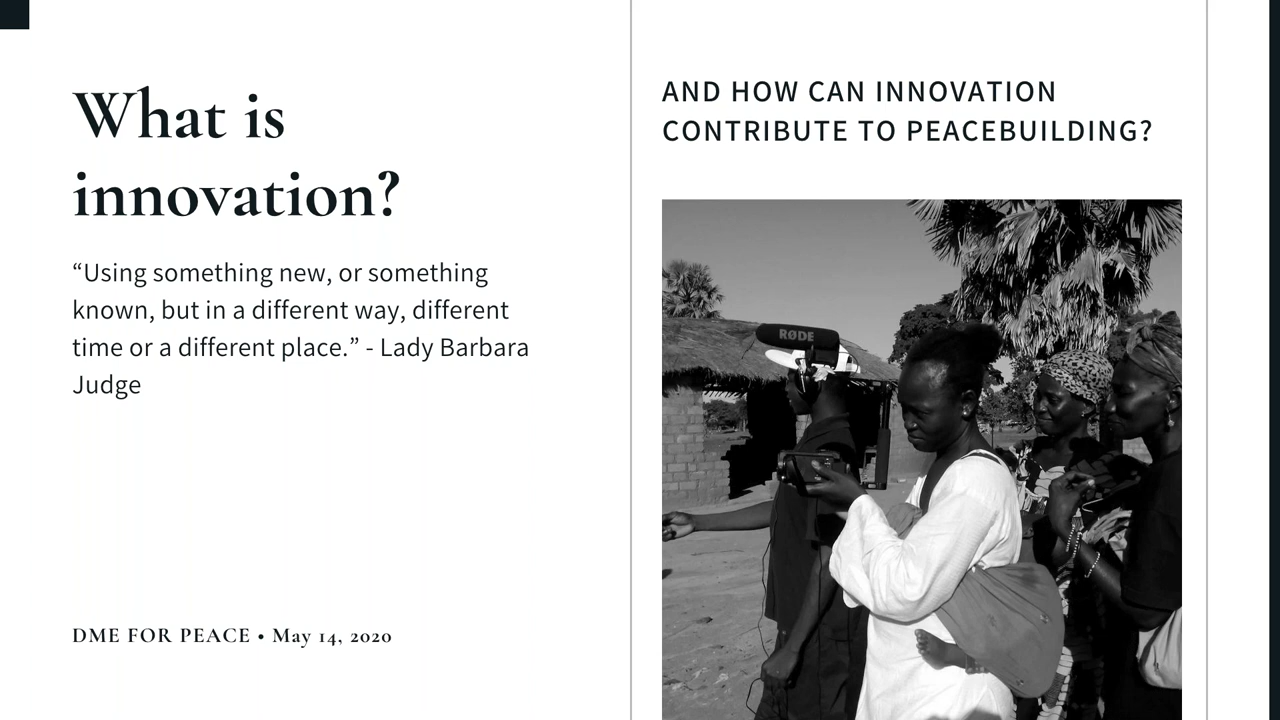 What is
innovation?
“Using something new, or something
known, but in a different way, different
time or a different place.” - Lady Barbara
Judge
DME FOR PEACE • May 14, 2020
AND HOW CAN INNOVATION
CONTRIBUTE TO PEACEBUILDING?
RØDE